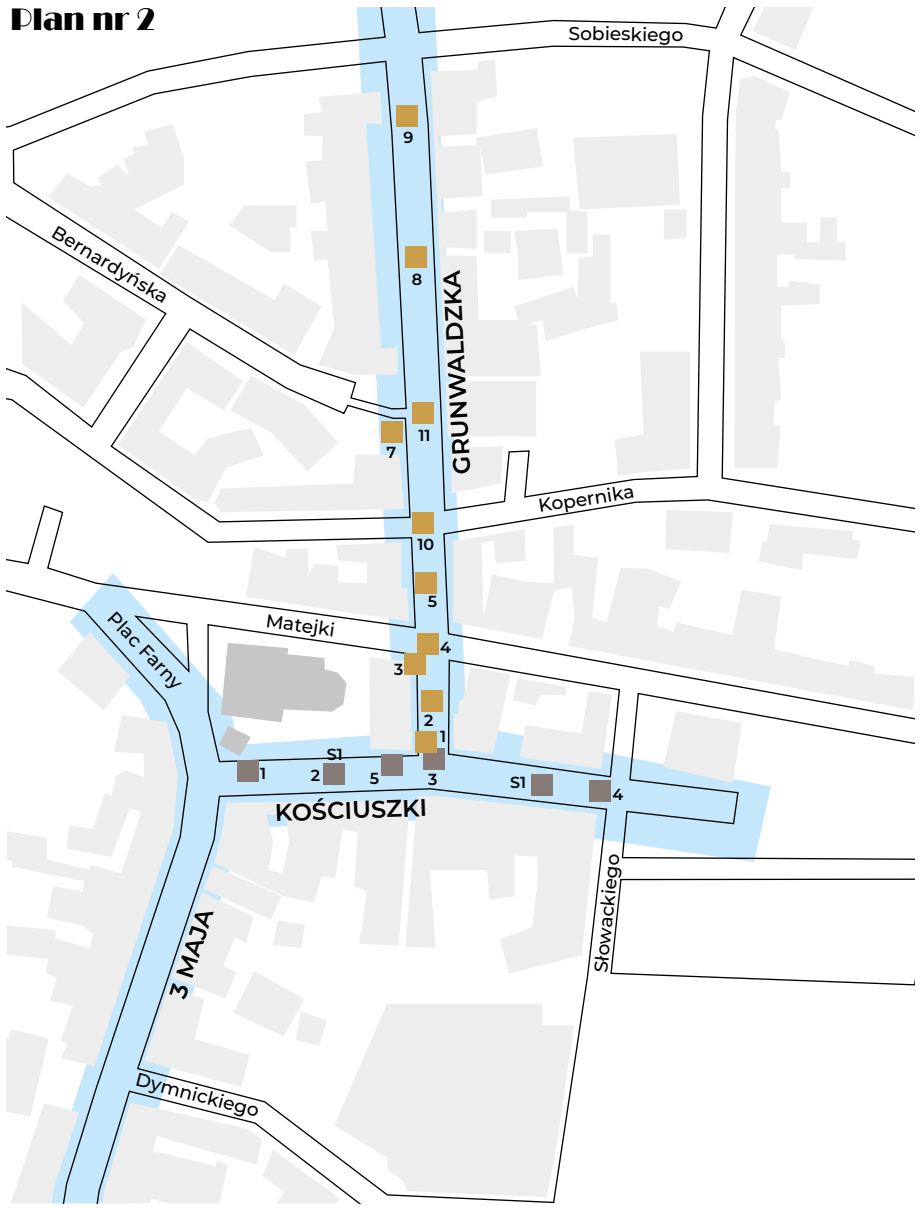 Plan nr 2
Sobieskiego
9
Bernardyńska
8
GRUNWALDZKA
11
7
Kopernika
10
5
Matejki
4
3
Plac Farny
2
1
S1
1
2
5
3
S1
4
KOŚCIUSZKI
Słowackiego
3 MAJA
Dymnickiego